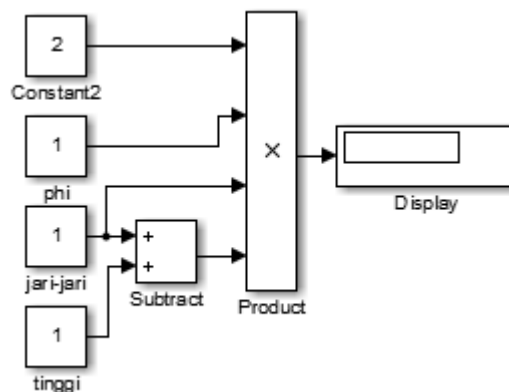 2
Constant2
1
phi
1
jari-jari
1
tinggi
+
+
Subtract
×
Product
Display